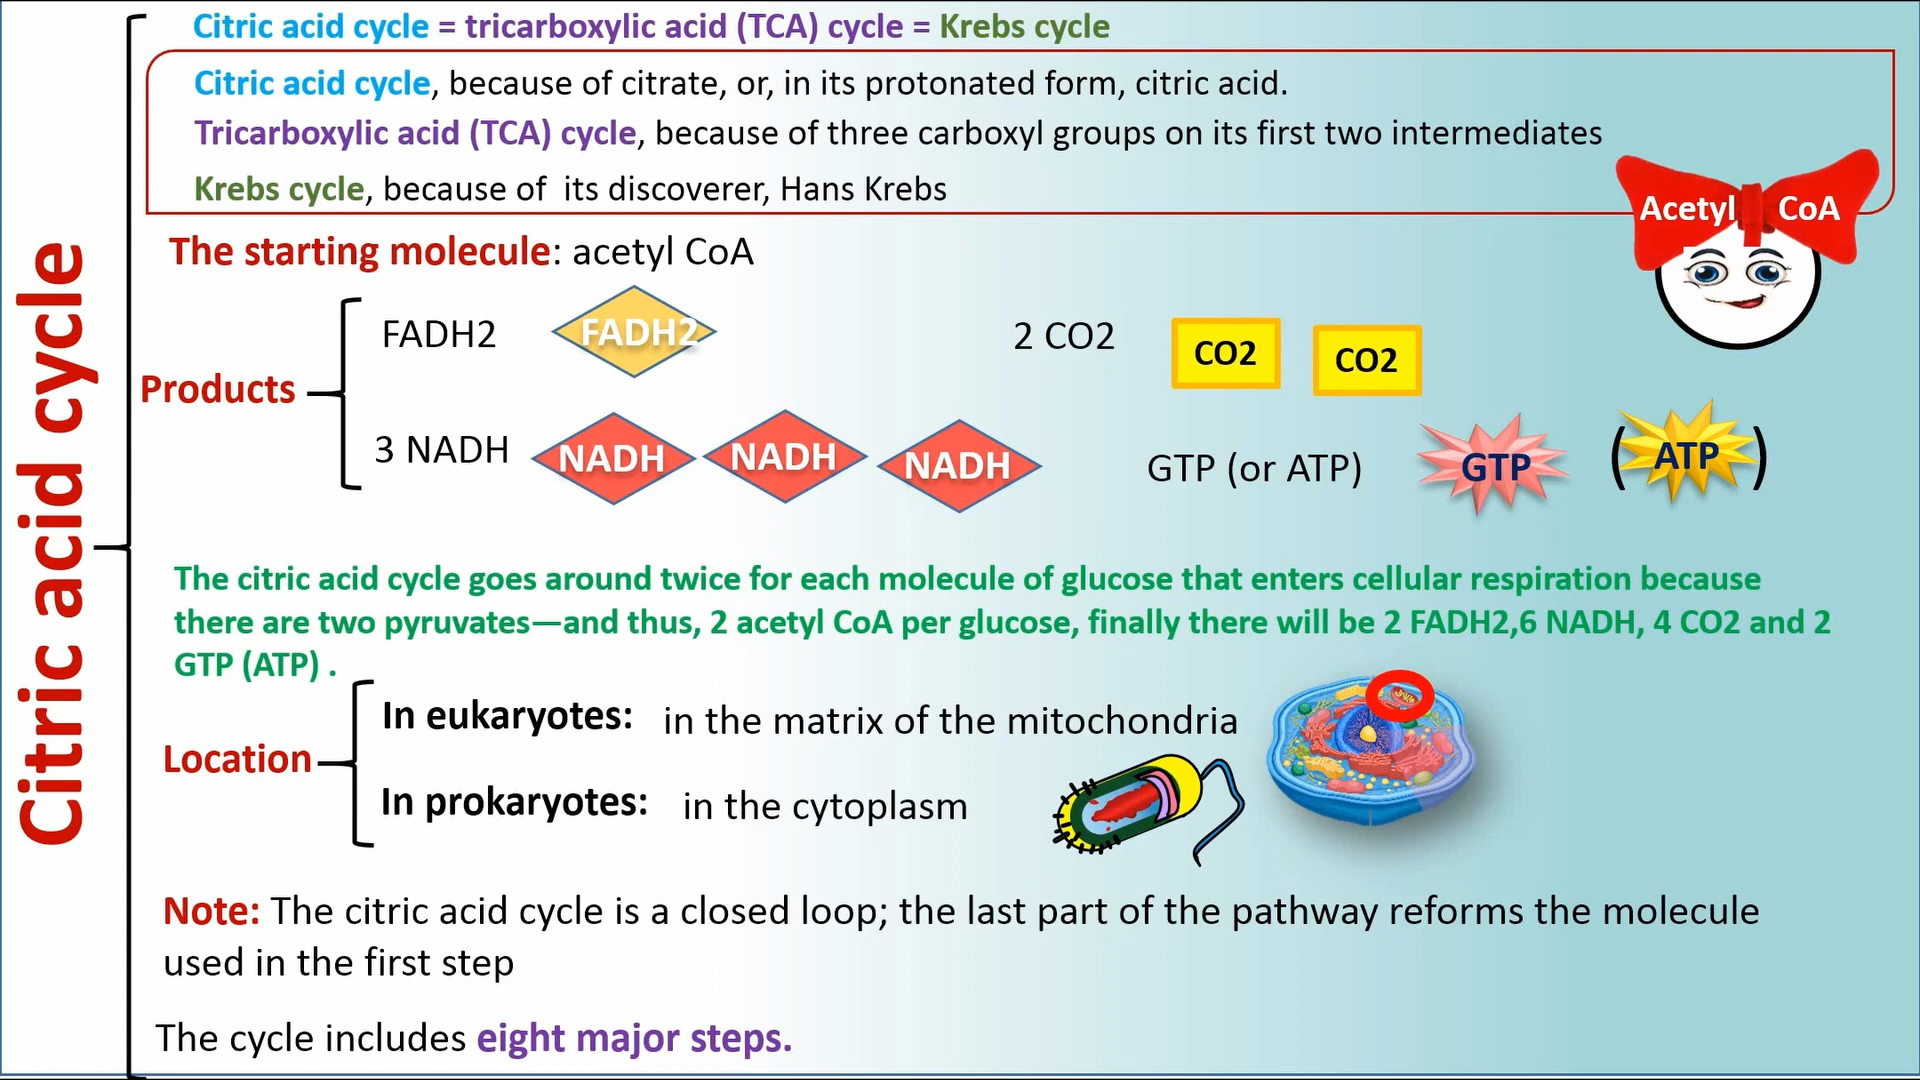 Citric acid cycle
Citric acid cycle = tricarboxylic acid (TCA) cycle = Krebs cycle
Citric acid cycle, because of citrate, or, in its protonated form, citric acid.
Tricarboxylic acid (TCA) cycle, because of three carboxyl groups on its first two intermediates
Krebs cycle, because of its discoverer, Hans Krebs
Acetyl CoA
The starting molecule: acetyl CoA
Products
FADH2 FADH2 2 CO2 CO2 CO2
3 NADH NADH NADH NADH GTP (or ATP) GTP (ATP)
The citric acid cycle goes around twice for each molecule of glucose that enters cellular respiration because
there are two pyruvates—and thus, 2 acetyl CoA per glucose, finally there will be 2 FADH2,6 NADH, 4 CO2 and 2
GTP (ATP) .
Location
In eukaryotes: in the matrix of the mitochondria
In prokaryotes: in the cytoplasm
Note: The citric acid cycle is a closed loop; the last part of the pathway reforms the molecule
used in the first step
The cycle includes eight major steps.